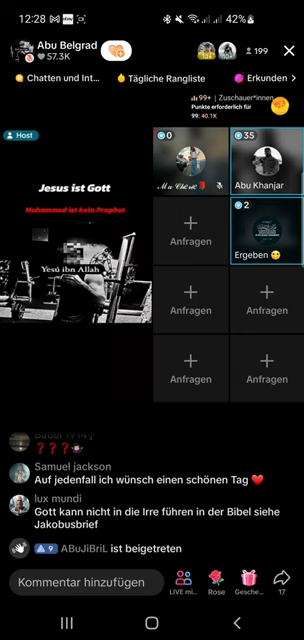 12:28
42%
Abu Belgrad
57.3K
199
Chatten und Int...
Tägliche Rangliste
Erkunden >
99+ | Zuschauer*innen
Punkte erforderlich für
99: 40.1K
Host
0
35
Abu Khanjar
2
Ergeben
Jesus ist Gott
Mohammed ist kein Prophet
Yesû ibn Allah
Anfragen
Anfragen
Anfragen
Anfragen
Anfragen
Samuel jackson
Auf jedenfall ich wünsch einen schönen Tag ❤️
lux mundi
Gott kann nicht in die Irre führen in der Bibel siehe
Jakobusbrief
9 ABuJiBriL ist beigetreten
Kommentar hinzufügen
LIVE mi...
Rose
Gesche...
17